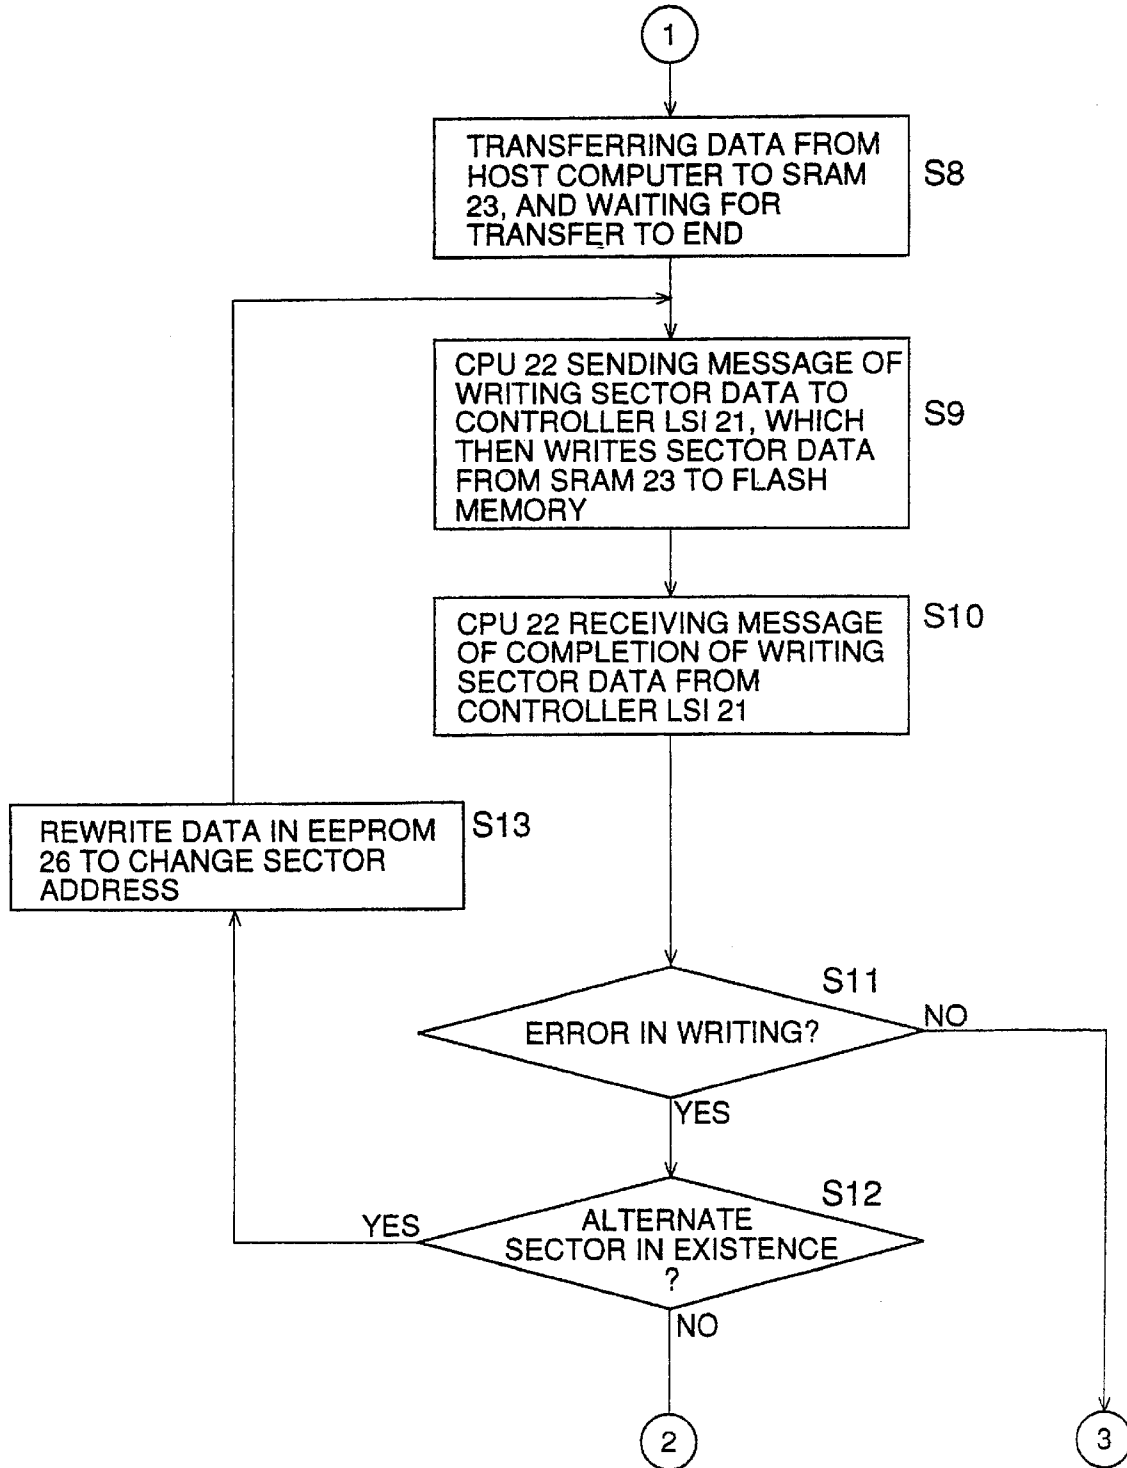 1
TRANSFERRING DATA FROM
HOST COMPUTER TO SRAM
23, AND WAITING FOR
TRANSFER TO END
S8
CPU 22 SENDING MESSAGE OF
WRITING SECTOR DATA TO
CONTROLLER LSI 21, WHICH
THEN WRITES SECTOR DATA
FROM SRAM 23 TO FLASH
MEMORY
S9
CPU 22 RECEIVING MESSAGE
OF COMPLETION OF WRITING
SECTOR DATA FROM
CONTROLLER LSI 21
S10
REWRITE DATA IN EEPROM
26 TO CHANGE SECTOR
ADDRESS
S13
S11
ERROR IN WRITING?
NO
YES
S12
YES
ALTERNATE
SECTOR IN EXISTENCE
?
NO
2
3